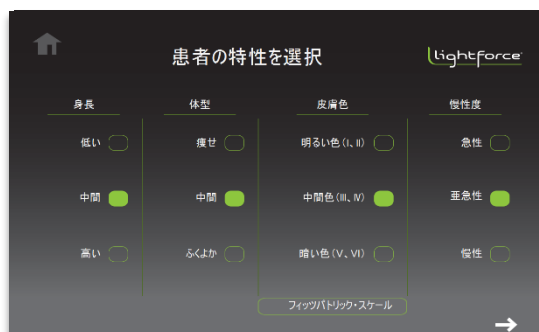 患者の特性を選択
lightforce
身長 体型 皮膚色 慢性度
低い 痩せ 明るい色(I、II) 急性
中間 中間 中間色(III、IV) 亜急性
高い ふくよか 暗い色(V、VI) 慢性
フィッツパトリック・スケール